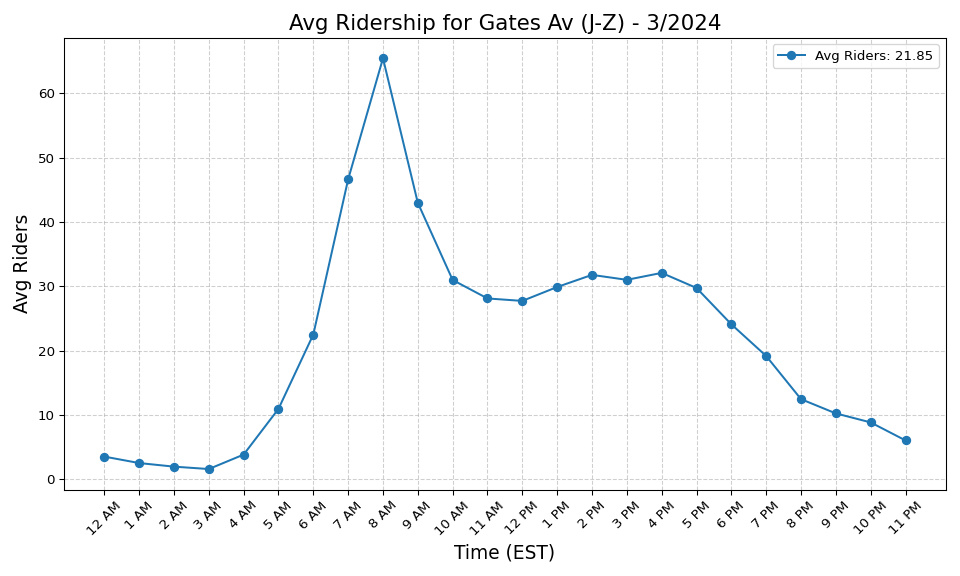 Avg Ridership for Gates Av (J-Z) - 3/2024
Avg Riders: 21.85
Avg Riders
60
50
40
30
20
10
0
12 AM 1 AM 2 AM 3 AM 4 AM 5 AM 6 AM 7 AM 8 AM 9 AM 10 AM 11 AM 12 PM 1 PM 2 PM 3 PM 4 PM 5 PM 6 PM 7 PM 8 PM 9 PM 10 PM 11 PM
Time (EST)